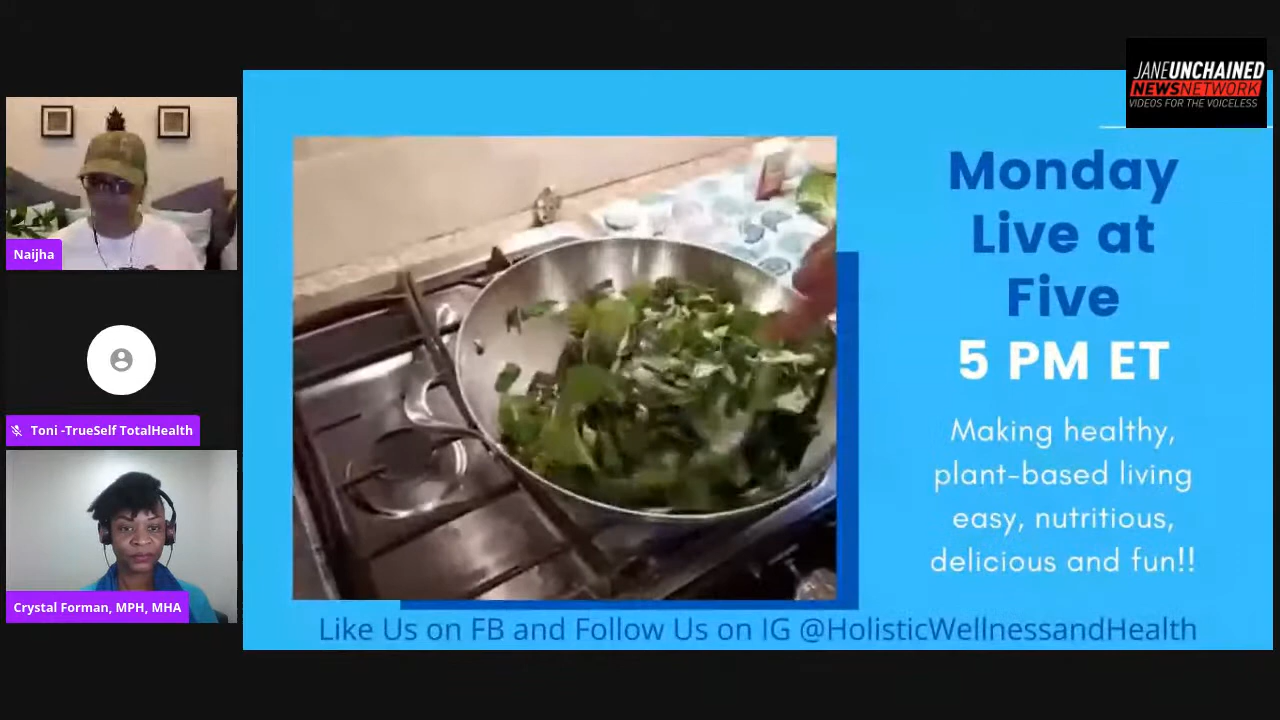 JANEUNCHAINED
NEWSNETWORK
VIDEOS FOR THE VOICELESS
Naijha
Toni -TrueSelf TotalHealth
Crystal Forman, MPH, MHA
Monday
Live at
Five
5 PM ET
Making healthy,
plant-based living
easy, nutritious,
delicious and fun!!
Like Us on FB and Follow Us on IG @HolisticWellnessandHealth